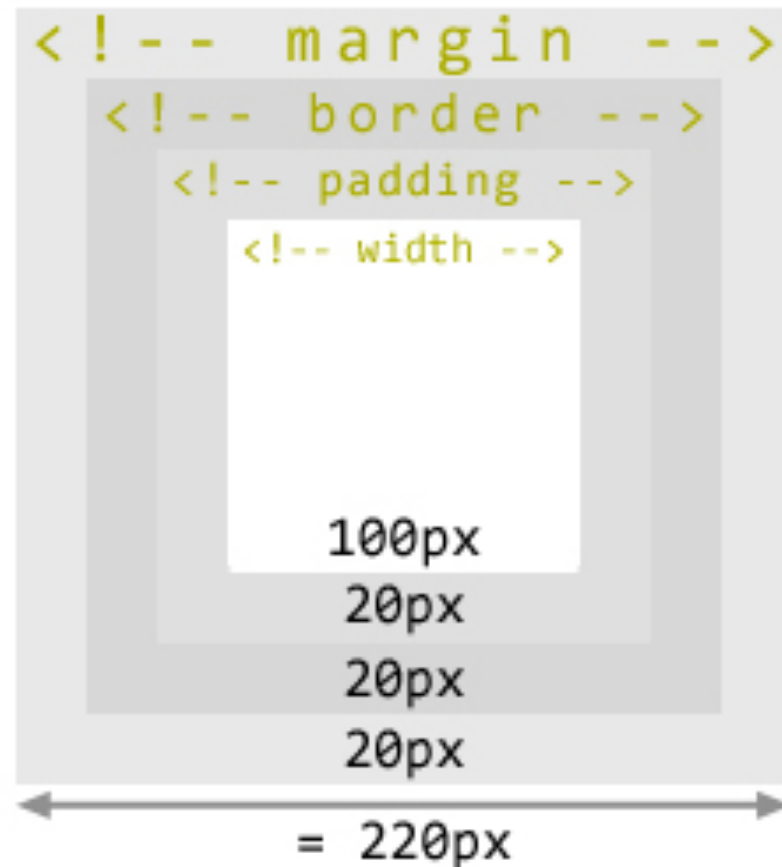 <!-- margin -->
<!-- border -->
<!-- padding -->
<!-- width -->
100px
20px
20px
20px
= 220px